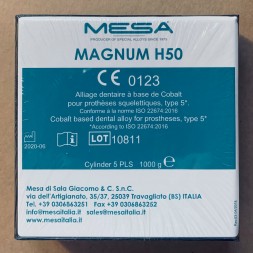 MESA
PRODUCER OF SPECIAL ALLOYS SINCE 1975
MAGNUM H50
CE 0123
Alliage dentaire à base de Cobalt
pour prothèses squelettiques, type 5*
Conforme à la norme ISO 22674:2016
Cobalt based dental alloy for prostheses, type 5*
*According to ISO 22674:2016
2020-06
LOT 10811
Cylinder 5 PLS 1000 g e
Mesa di Sala Giacomo & C. S.n.C.
via dell'Artigianato, 35/39, 25039 Travagliato (BS) ITALIA
Tel. +39 0306863251 Fax +39 0306863252
info@mesaitalia.it sales@mesaitalia.it
www.mesaitalia.it